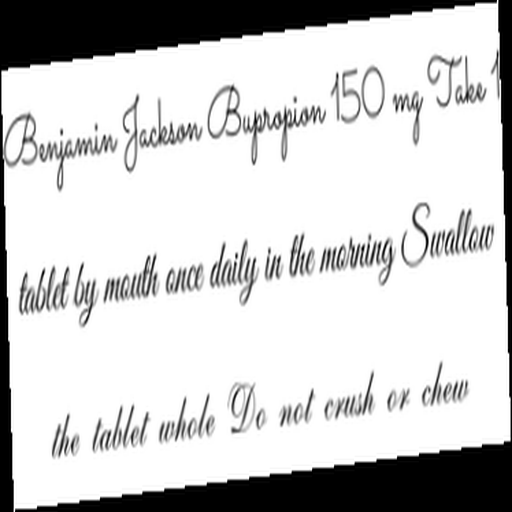 Benjamin Jackson Bupropion 150 mg Take 1
tablet by mouth once daily in the morning Swallow
the tablet whole Do not crush or chew